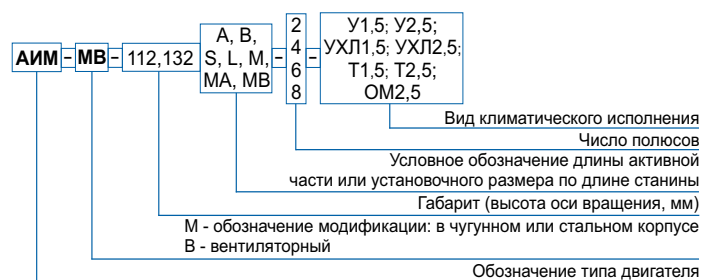 АИМ - МВ - 112,132 A, B, S, L, M, MA, MB - 2 4 6 8 - У1,5; У2,5; УХЛ1,5; УХЛ2,5; Т1,5; Т2,5; ОМ2,5
Вид климатического исполнения
Число полюсов
Условное обозначение длины активной
части или установочного размера по длине станины
Габарит (высота оси вращения, мм)
М - обозначение модификации: в чугунном или стальном корпусе
В - вентиляторный
Обозначение типа двигателя